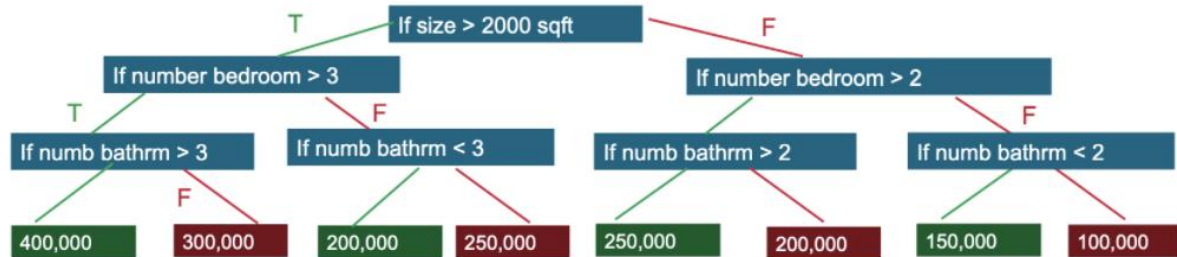 If size > 2000 sqft
T
F
If number bedroom > 3
If number bedroom > 2
T
F
F
If numb bathrm > 3
If numb bathrm < 3
If numb bathrm > 2
If numb bathrm < 2
F
400,000
300,000
200,000
250,000
250,000
200,000
150,000
100,000